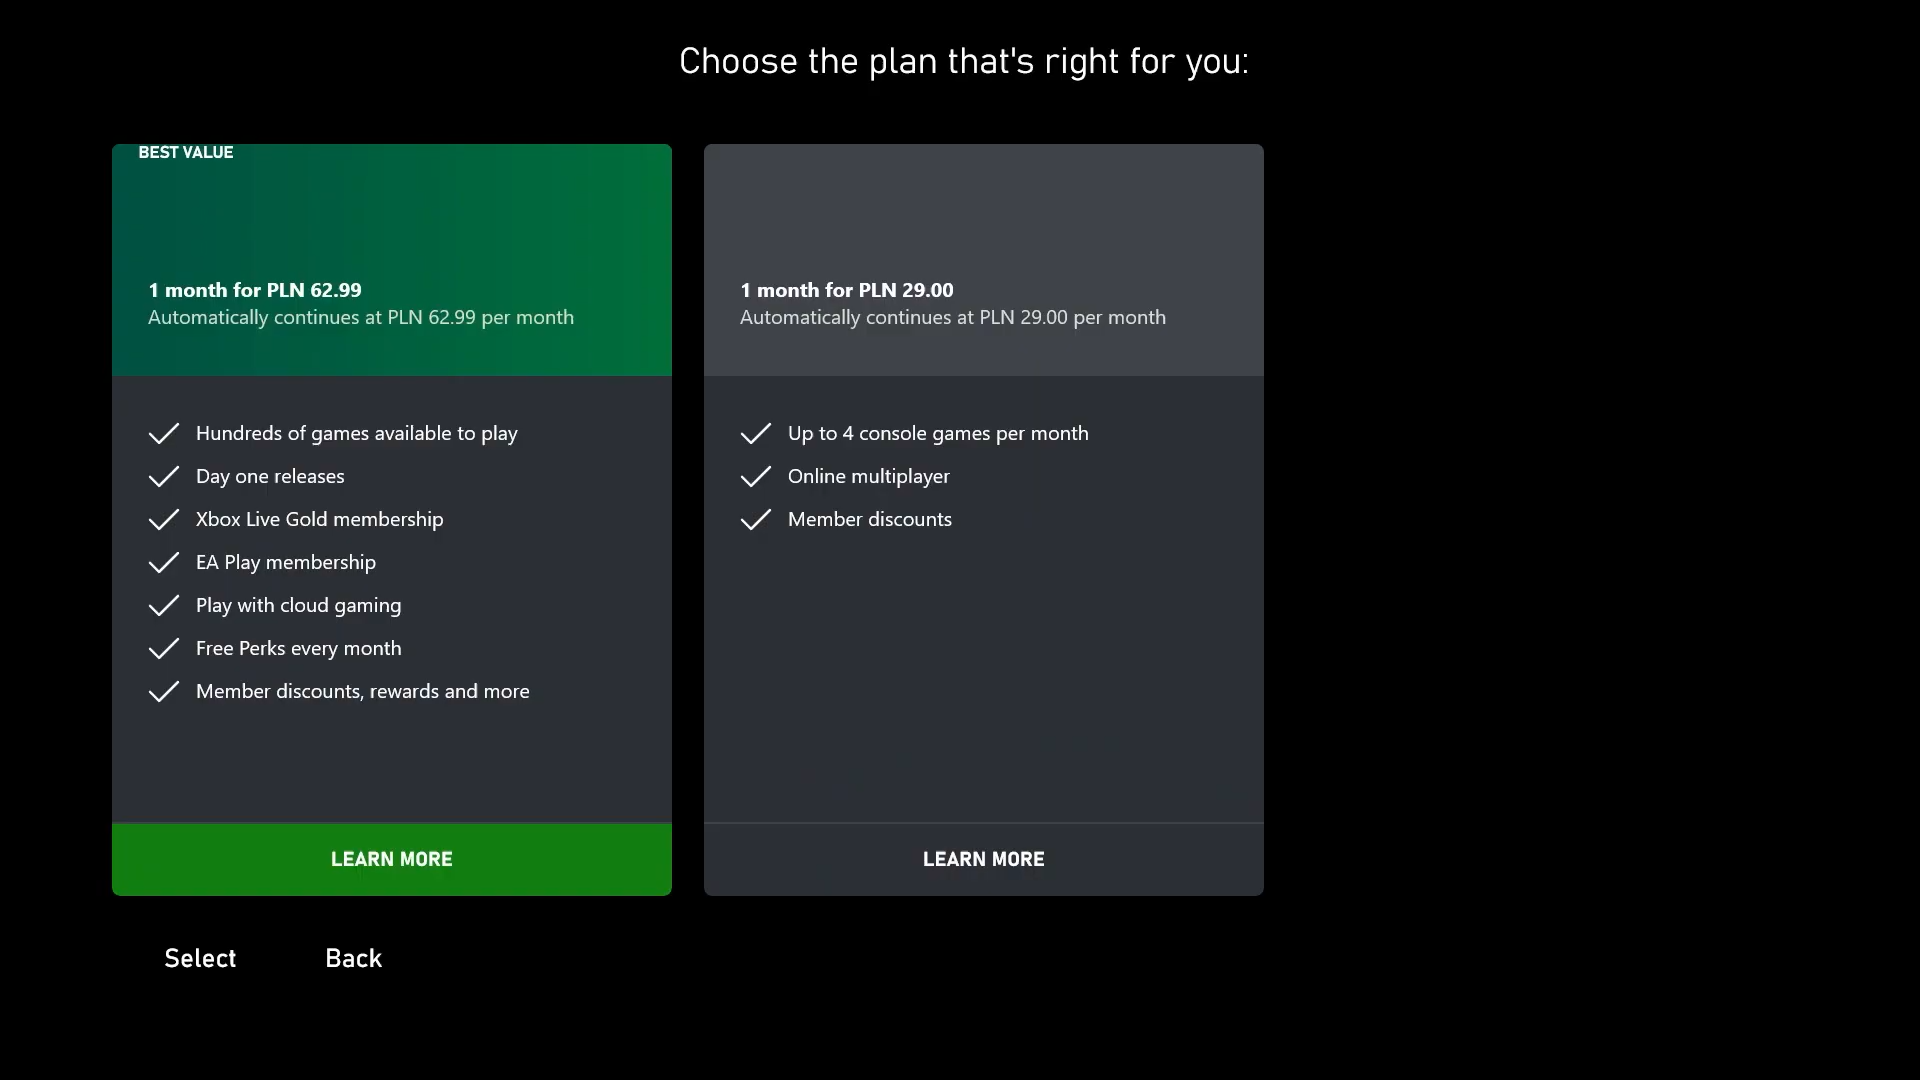 Choose the plan that's right for you:
BEST VALUE
1 month for PLN 62.99
Automatically continues at PLN 62.99 per month
Hundreds of games available to play
Day one releases
Xbox Live Gold membership
EA Play membership
Play with cloud gaming
Free Perks every month
Member discounts, rewards and more
LEARN MORE
1 month for PLN 29.00
Automatically continues at PLN 29.00 per month
Up to 4 console games per month
Online multiplayer
Member discounts
LEARN MORE
Select
Back